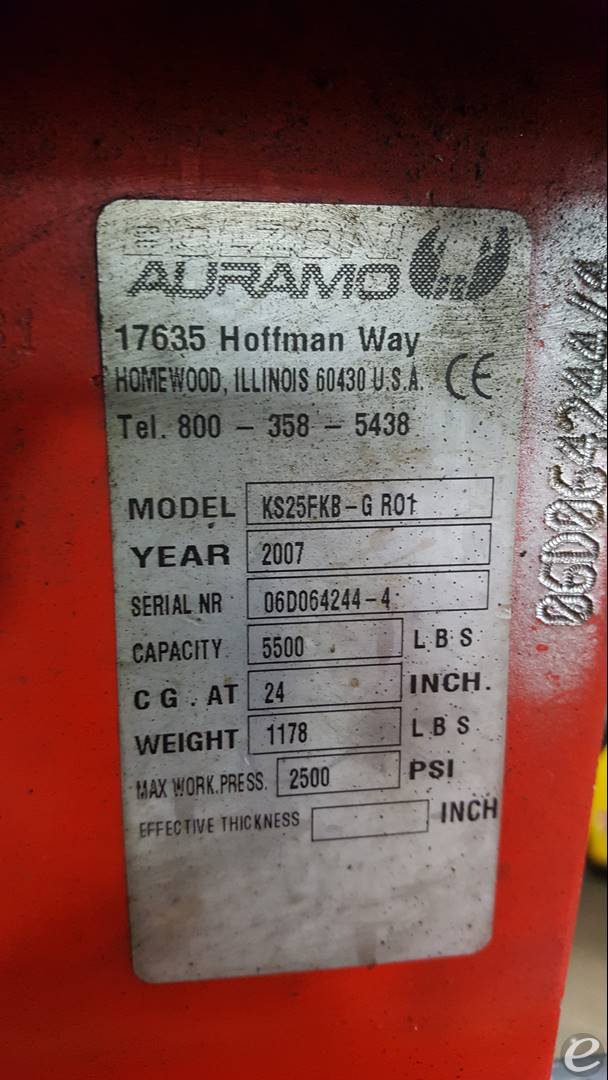 BOLZONI
AURAMO
17635 Hoffman Way
HOMEWOOD, ILLINOIS 60430 U.S.A. CE
Tel. 800 - 358 - 5438
MODEL KS25FKB-G R01
YEAR 2007
SERIAL NR 06D064244-4
CAPACITY 5500 LBS
CG. AT 24 INCH.
WEIGHT 1178 LBS
MAX WORK.PRESS. 2500 PSI
EFFECTIVE THICKNESS INCH
06D064244/4
e